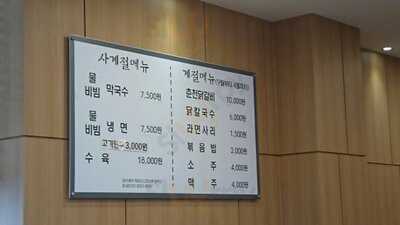 사계절메뉴
물
비빔 막국수 7,500원
물
비빔 냉면 7,500원
3,000원
수육 18,000원
계절메뉴
춘천닭갈비 10,000원
닭칼국수 6,000원
라면사리 1,500원
볶음밥 2,000원
소주 4,000원
맥주 4,000원